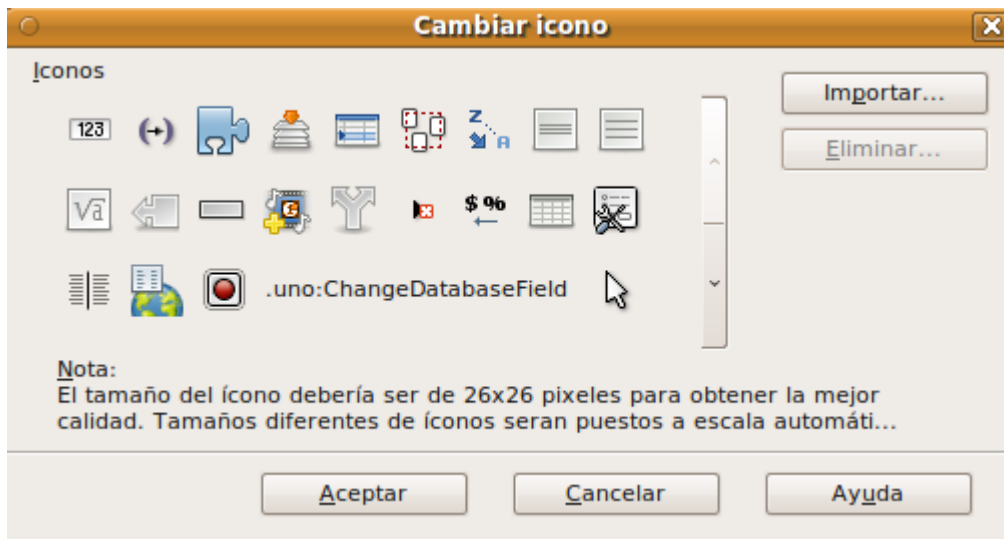 Cambiar icono
Iconos
Importar...
Eliminar...
123
Z
A
√a
$ %
.uno:ChangeDatabaseField
Nota:
El tamaño del ícono debería ser de 26x26 pixeles para obtener la mejor
calidad. Tamaños diferentes de íconos seran puestos a escala automáti...
Aceptar
Cancelar
Ayuda